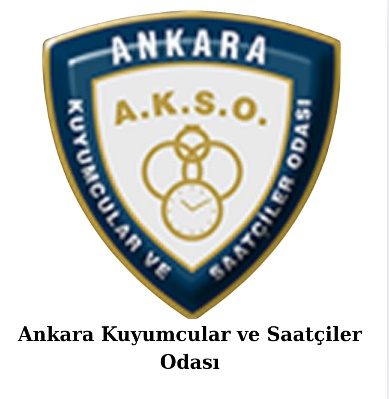 ANKARA
A.K.S.O.
KUYUMCULAR VE
SAATÇİLER ODASI
Ankara Kuyumcular ve Saatçiler
Odası